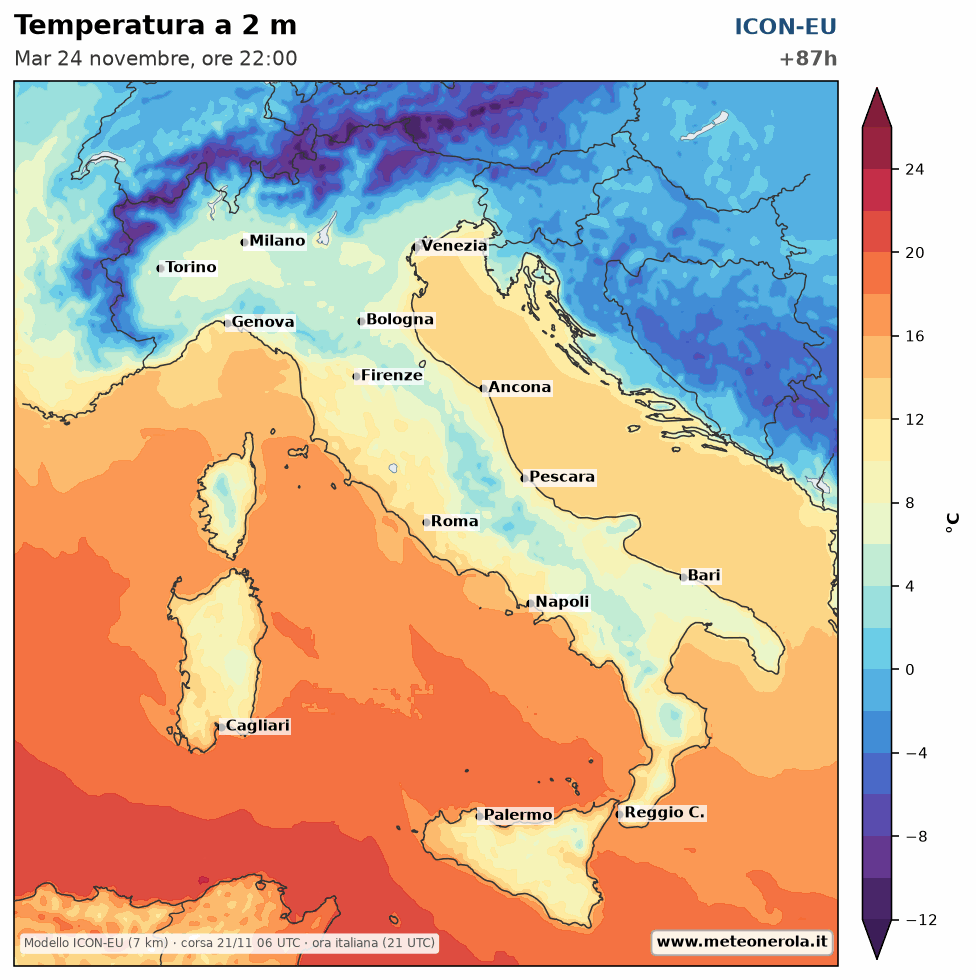 Temperatura a 2 m
ICON-EU
Mar 24 novembre, ore 22:00
+87h
24
20
16
12
8
4
0
−4
−8
−12
°C
Milano
Venezia
Torino
Genova
Bologna
Firenze
Ancona
Pescara
Roma
Bari
Napoli
Cagliari
Palermo
Reggio C.
Modello ICON-EU (7 km) · corsa 21/11 06 UTC · ora italiana (21 UTC)
www.meteonerola.it